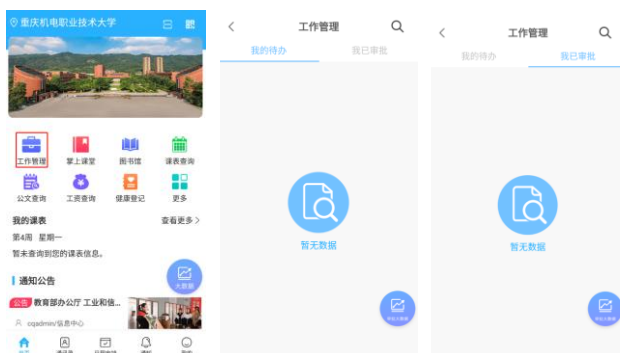 重庆机电职业技术大学
工作管理
掌上课堂
图书馆
课表查询
公文查询
工资查询
健康登记
更多
我的课表
查看更多>
第4周 星期一
暂未查询到您的课表信息。
通知公告
大数据
公告 教育部办公厅 工业和信...
cqadmin/信息中心
工作管理
我的待办
我已审批
暂无数据
工作管理
我的待办
我已审批
暂无数据